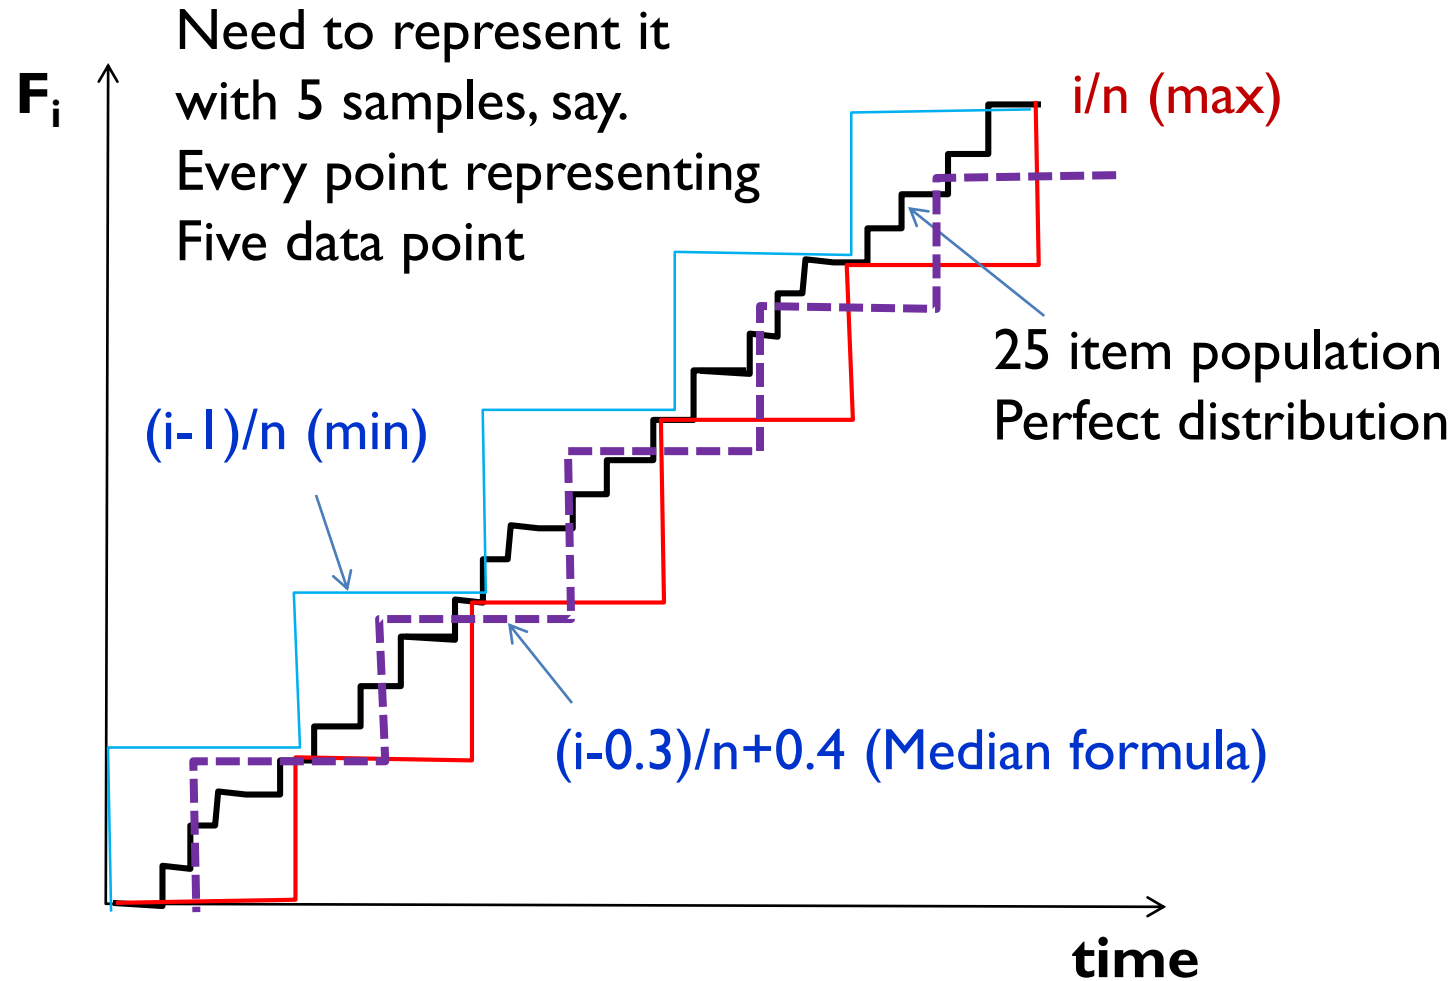 Need to represent it
with 5 samples, say.
Every point representing
Five data point
Fi
i/n (max)
25 item population
Perfect distribution
(i-1)/n (min)
(i-0.3)/n+0.4 (Median formula)
time